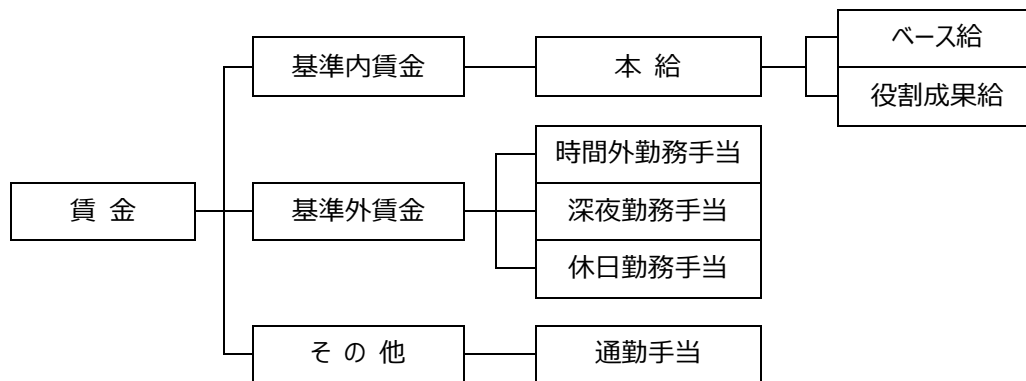 ベース給
基準内賃金
本 給
役割成果給
時間外勤務手当
賃 金
基準外賃金
深夜勤務手当
休日勤務手当
そ の 他
通勤手当